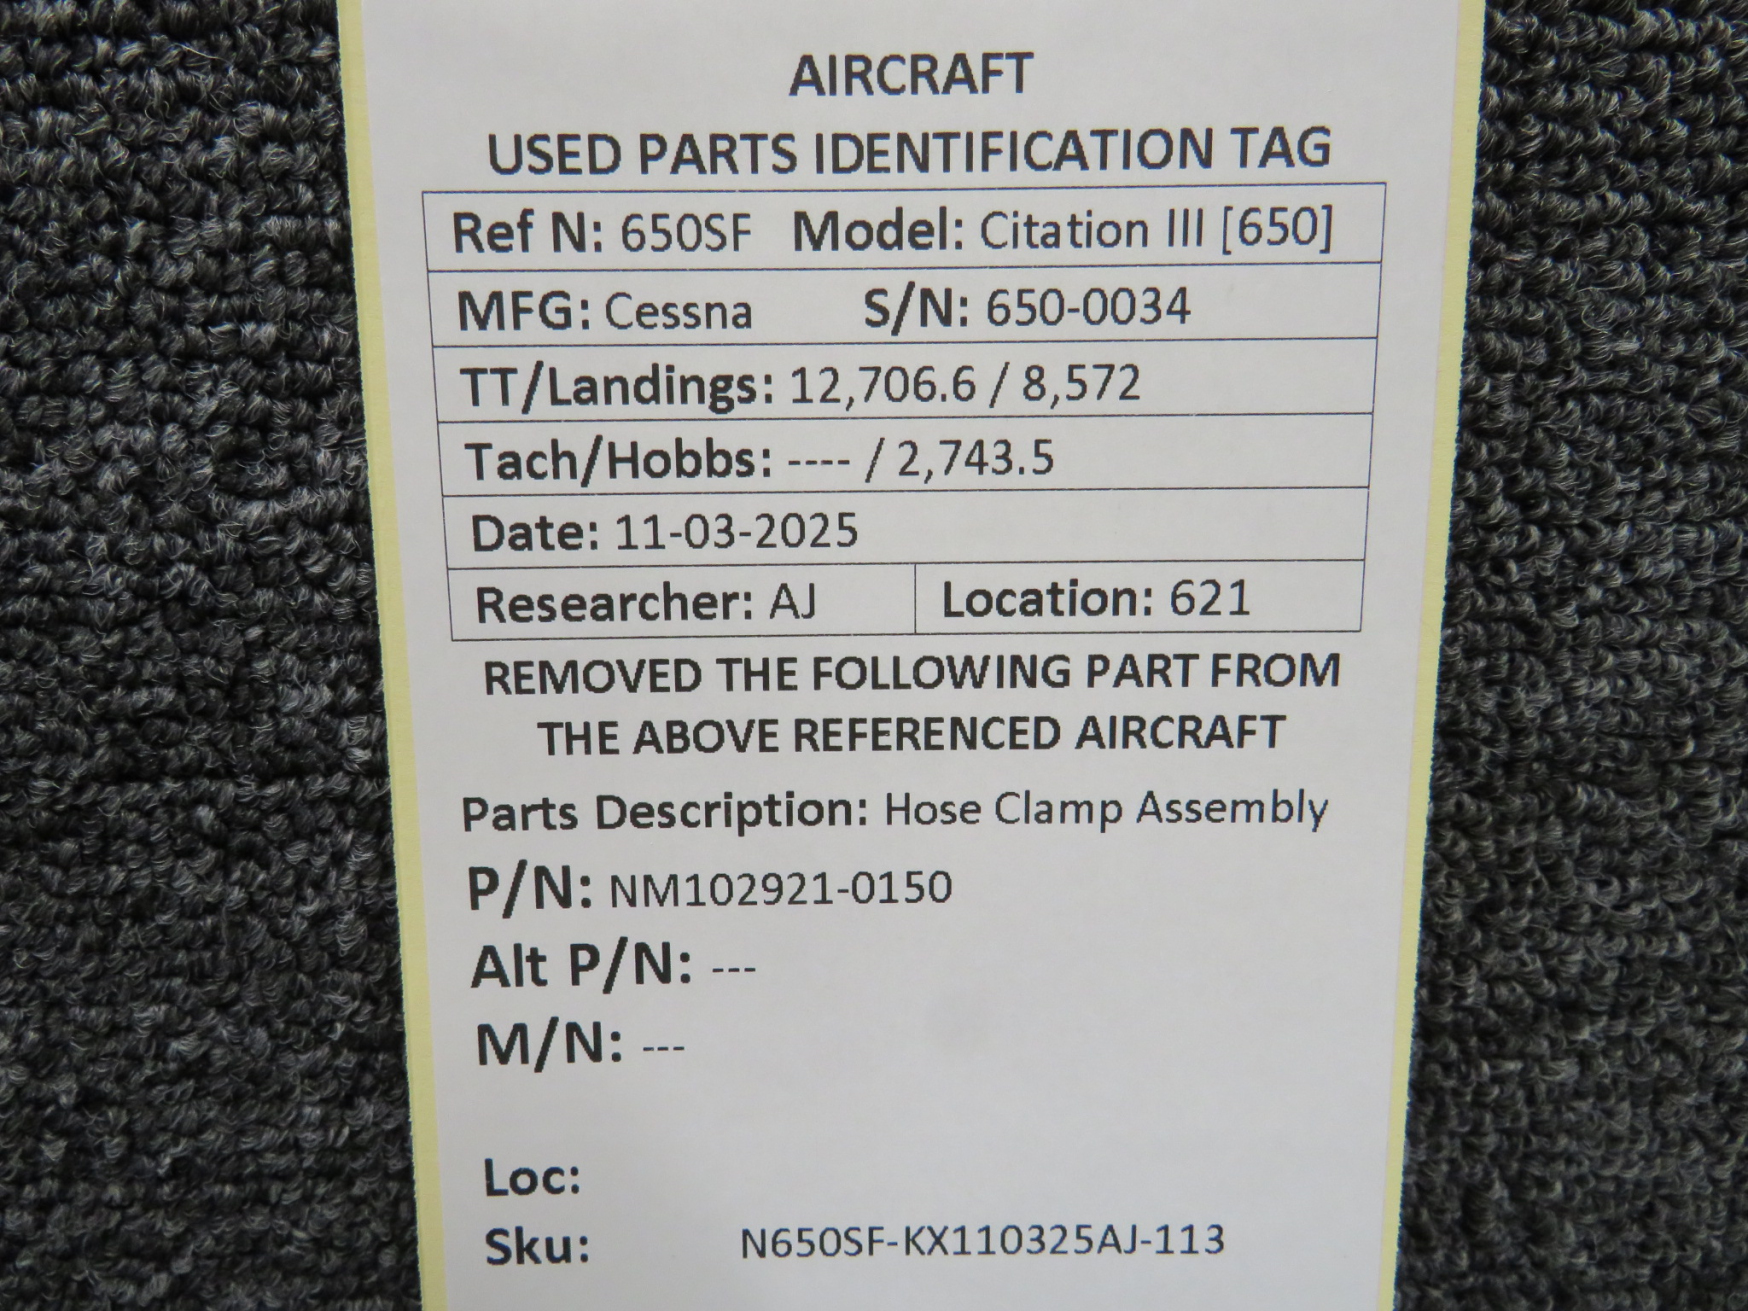 AIRCRAFT
USED PARTS IDENTIFICATION TAG
Ref N: 650SF Model: Citation III [650]
MFG: Cessna S/N: 650-0034
TT/Landings: 12,706.6 / 8,572
Tach/Hobbs: ---- / 2,743.5
Date: 11-03-2025
Researcher: AJ Location: 621
REMOVED THE FOLLOWING PART FROM
THE ABOVE REFERENCED AIRCRAFT
Parts Description: Hose Clamp Assembly
P/N: NM102921-0150
Alt P/N: ---
M/N: ---
Loc:
Sku: N650SF-KX110325AJ-113